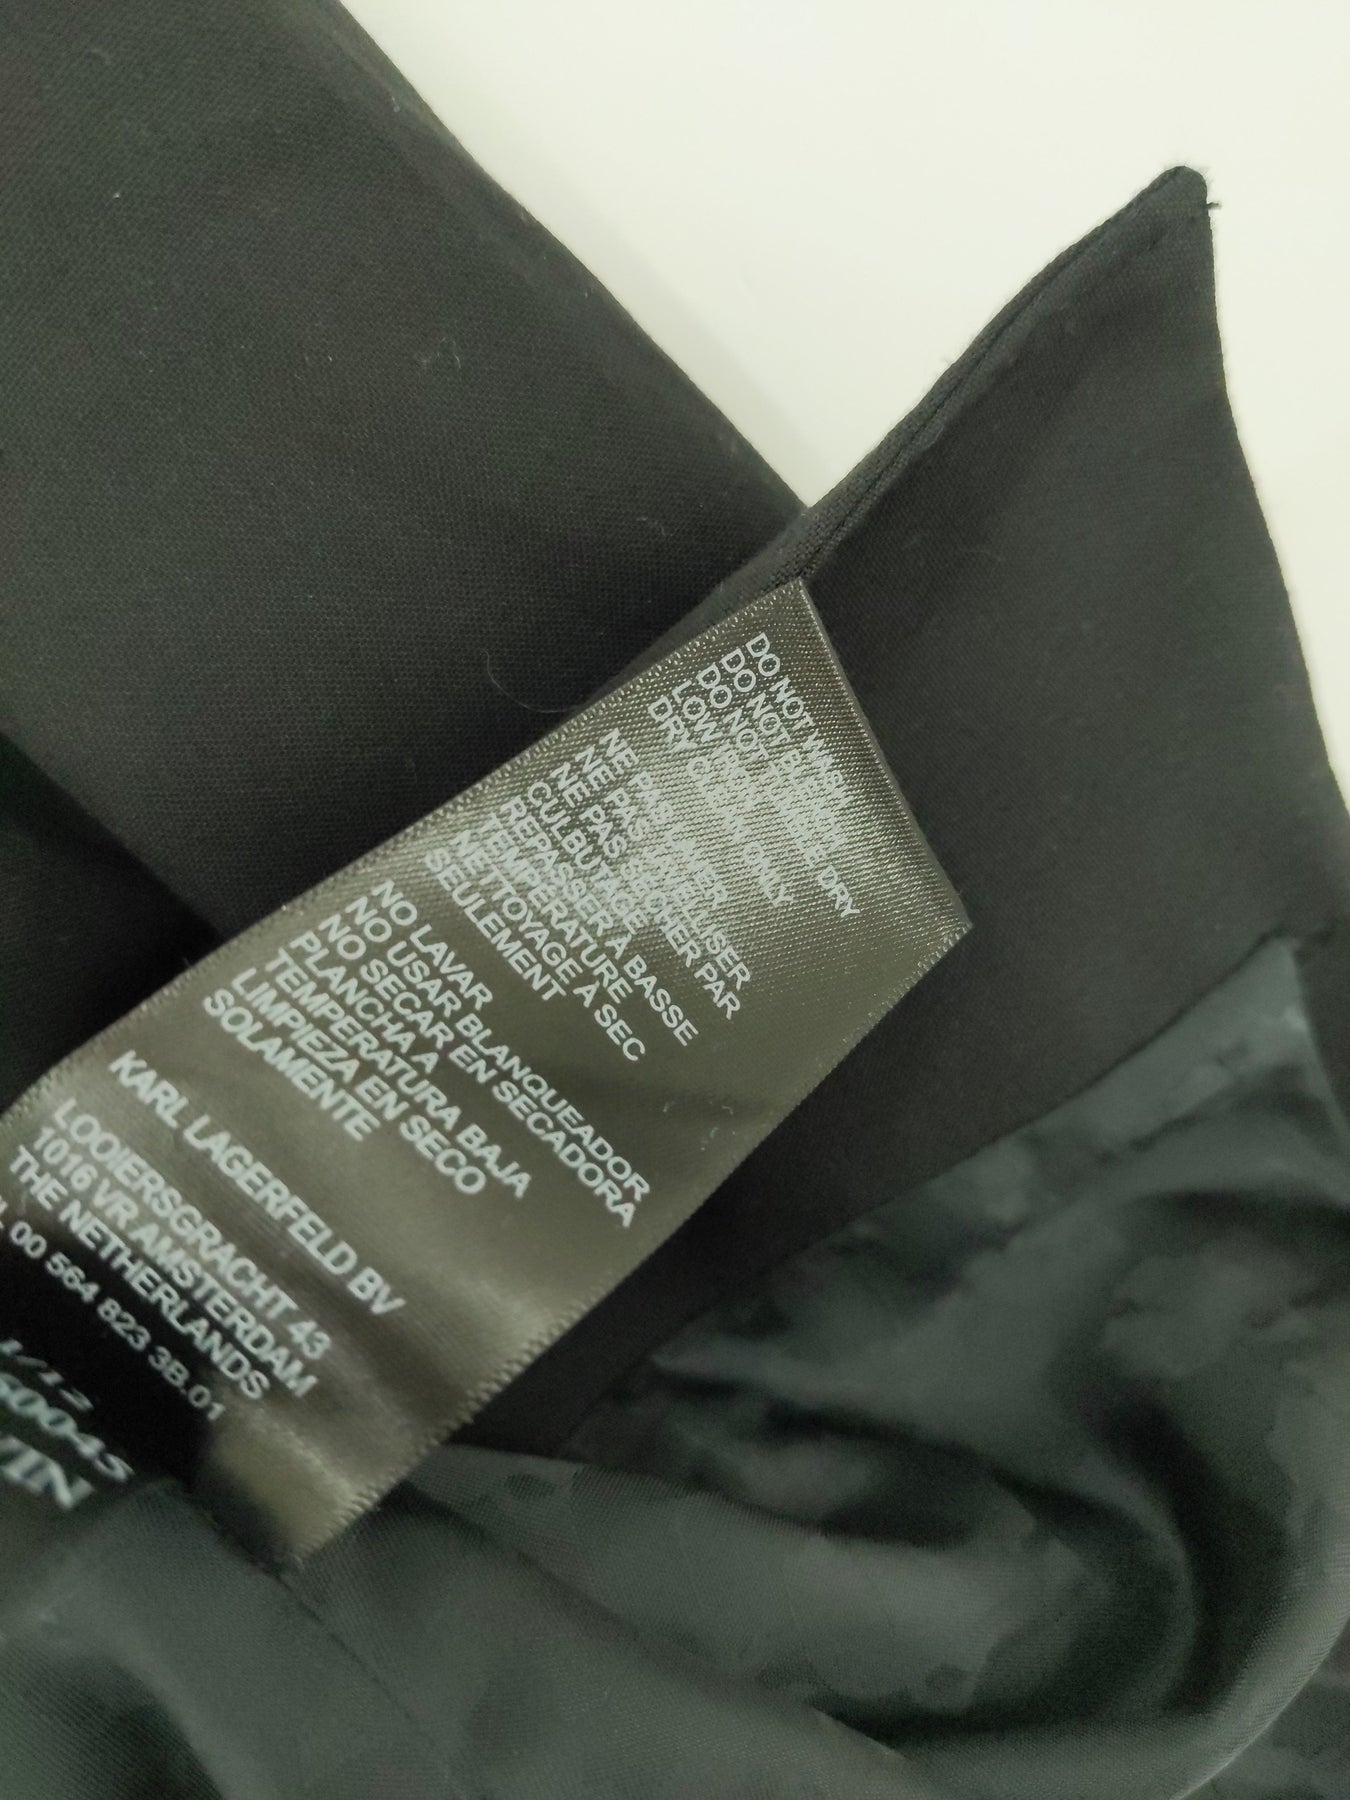 DO NOT WASH
DO NOT BLEACH
DO NOT TUMBLE DRY
LOW IRON
DRY CLEAN ONLY
NE PAS LAVER
NE PAS JAVELLISER
NE PAS SECHER PAR
CULBUTAGE
REPASSER À BASSE
TEMPERATURE
NETTOYAGE À SEC
SEULEMENT
NO LAVAR
NO USAR BLANQUEADOR
NO SECAR EN SECADORA
PLANCHA A
TEMPERATURA BAJA
LIMPIEZA EN SECO
SOLAMENTE
KARL LAGERFELD BV
LOOIERSGRACHT 43
1016 VR AMSTERDAM
THE NETHERLANDS
00 564 823 3B.01